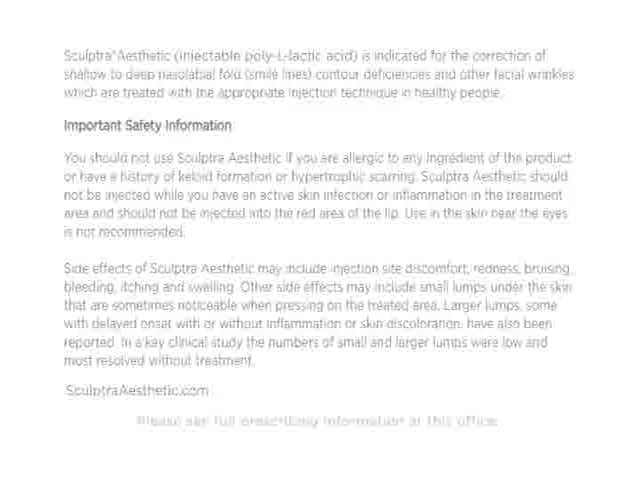 Sculptra® Aesthetic (injectable poly-L-lactic acid) is indicated for the correction of
shallow to deep nasolabial fold (smile lines) contour deficiencies and other facial wrinkles
which are treated with the appropriate injection technique in healthy people.
Important Safety Information
You should not use Sculptra Aesthetic if you are allergic to any ingredient of the product
or have a history of keloid formation or hypertrophic scarring. Sculptra Aesthetic should
not be injected while you have an active skin infection or inflammation in the treatment
area and should not be injected into the red area of the lip. Use in the skin near the eyes
is not recommended.
Side effects of Sculptra Aesthetic may include injection site discomfort, redness, bruising,
bleeding, itching and swelling. Other side effects may include small lumps under the skin
that are sometimes noticeable when pressing on the treated area. Larger lumps, some
with delayed onset with or without inflammation or skin discoloration, have also been
reported. In a key clinical study the numbers of small and larger lumps were low and
most resolved without treatment.
SculptraAesthetic.com
Please see full prescribing information at this office.